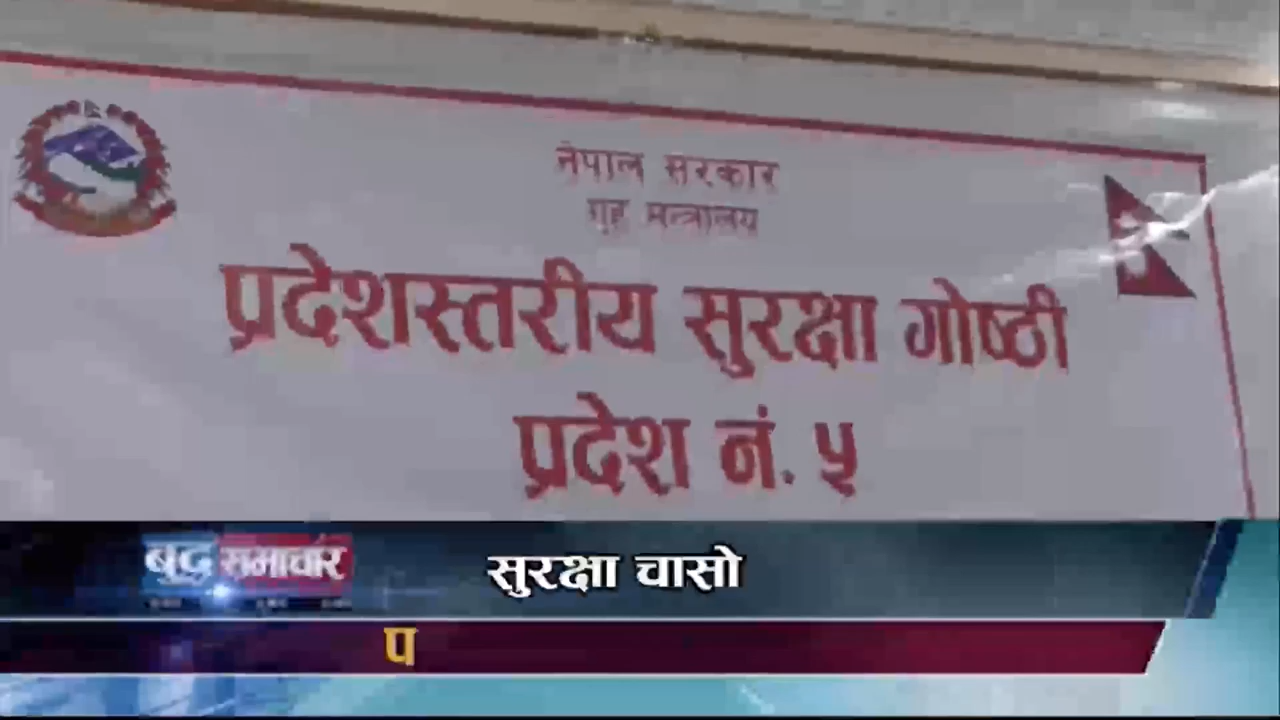 नेपाल सरकार
गृह मन्त्रालय
प्रदेशस्तरीय सुरक्षा गोष्ठी
प्रदेश नं. ५
बुद्ध समाचार
सुरक्षा चासो
प